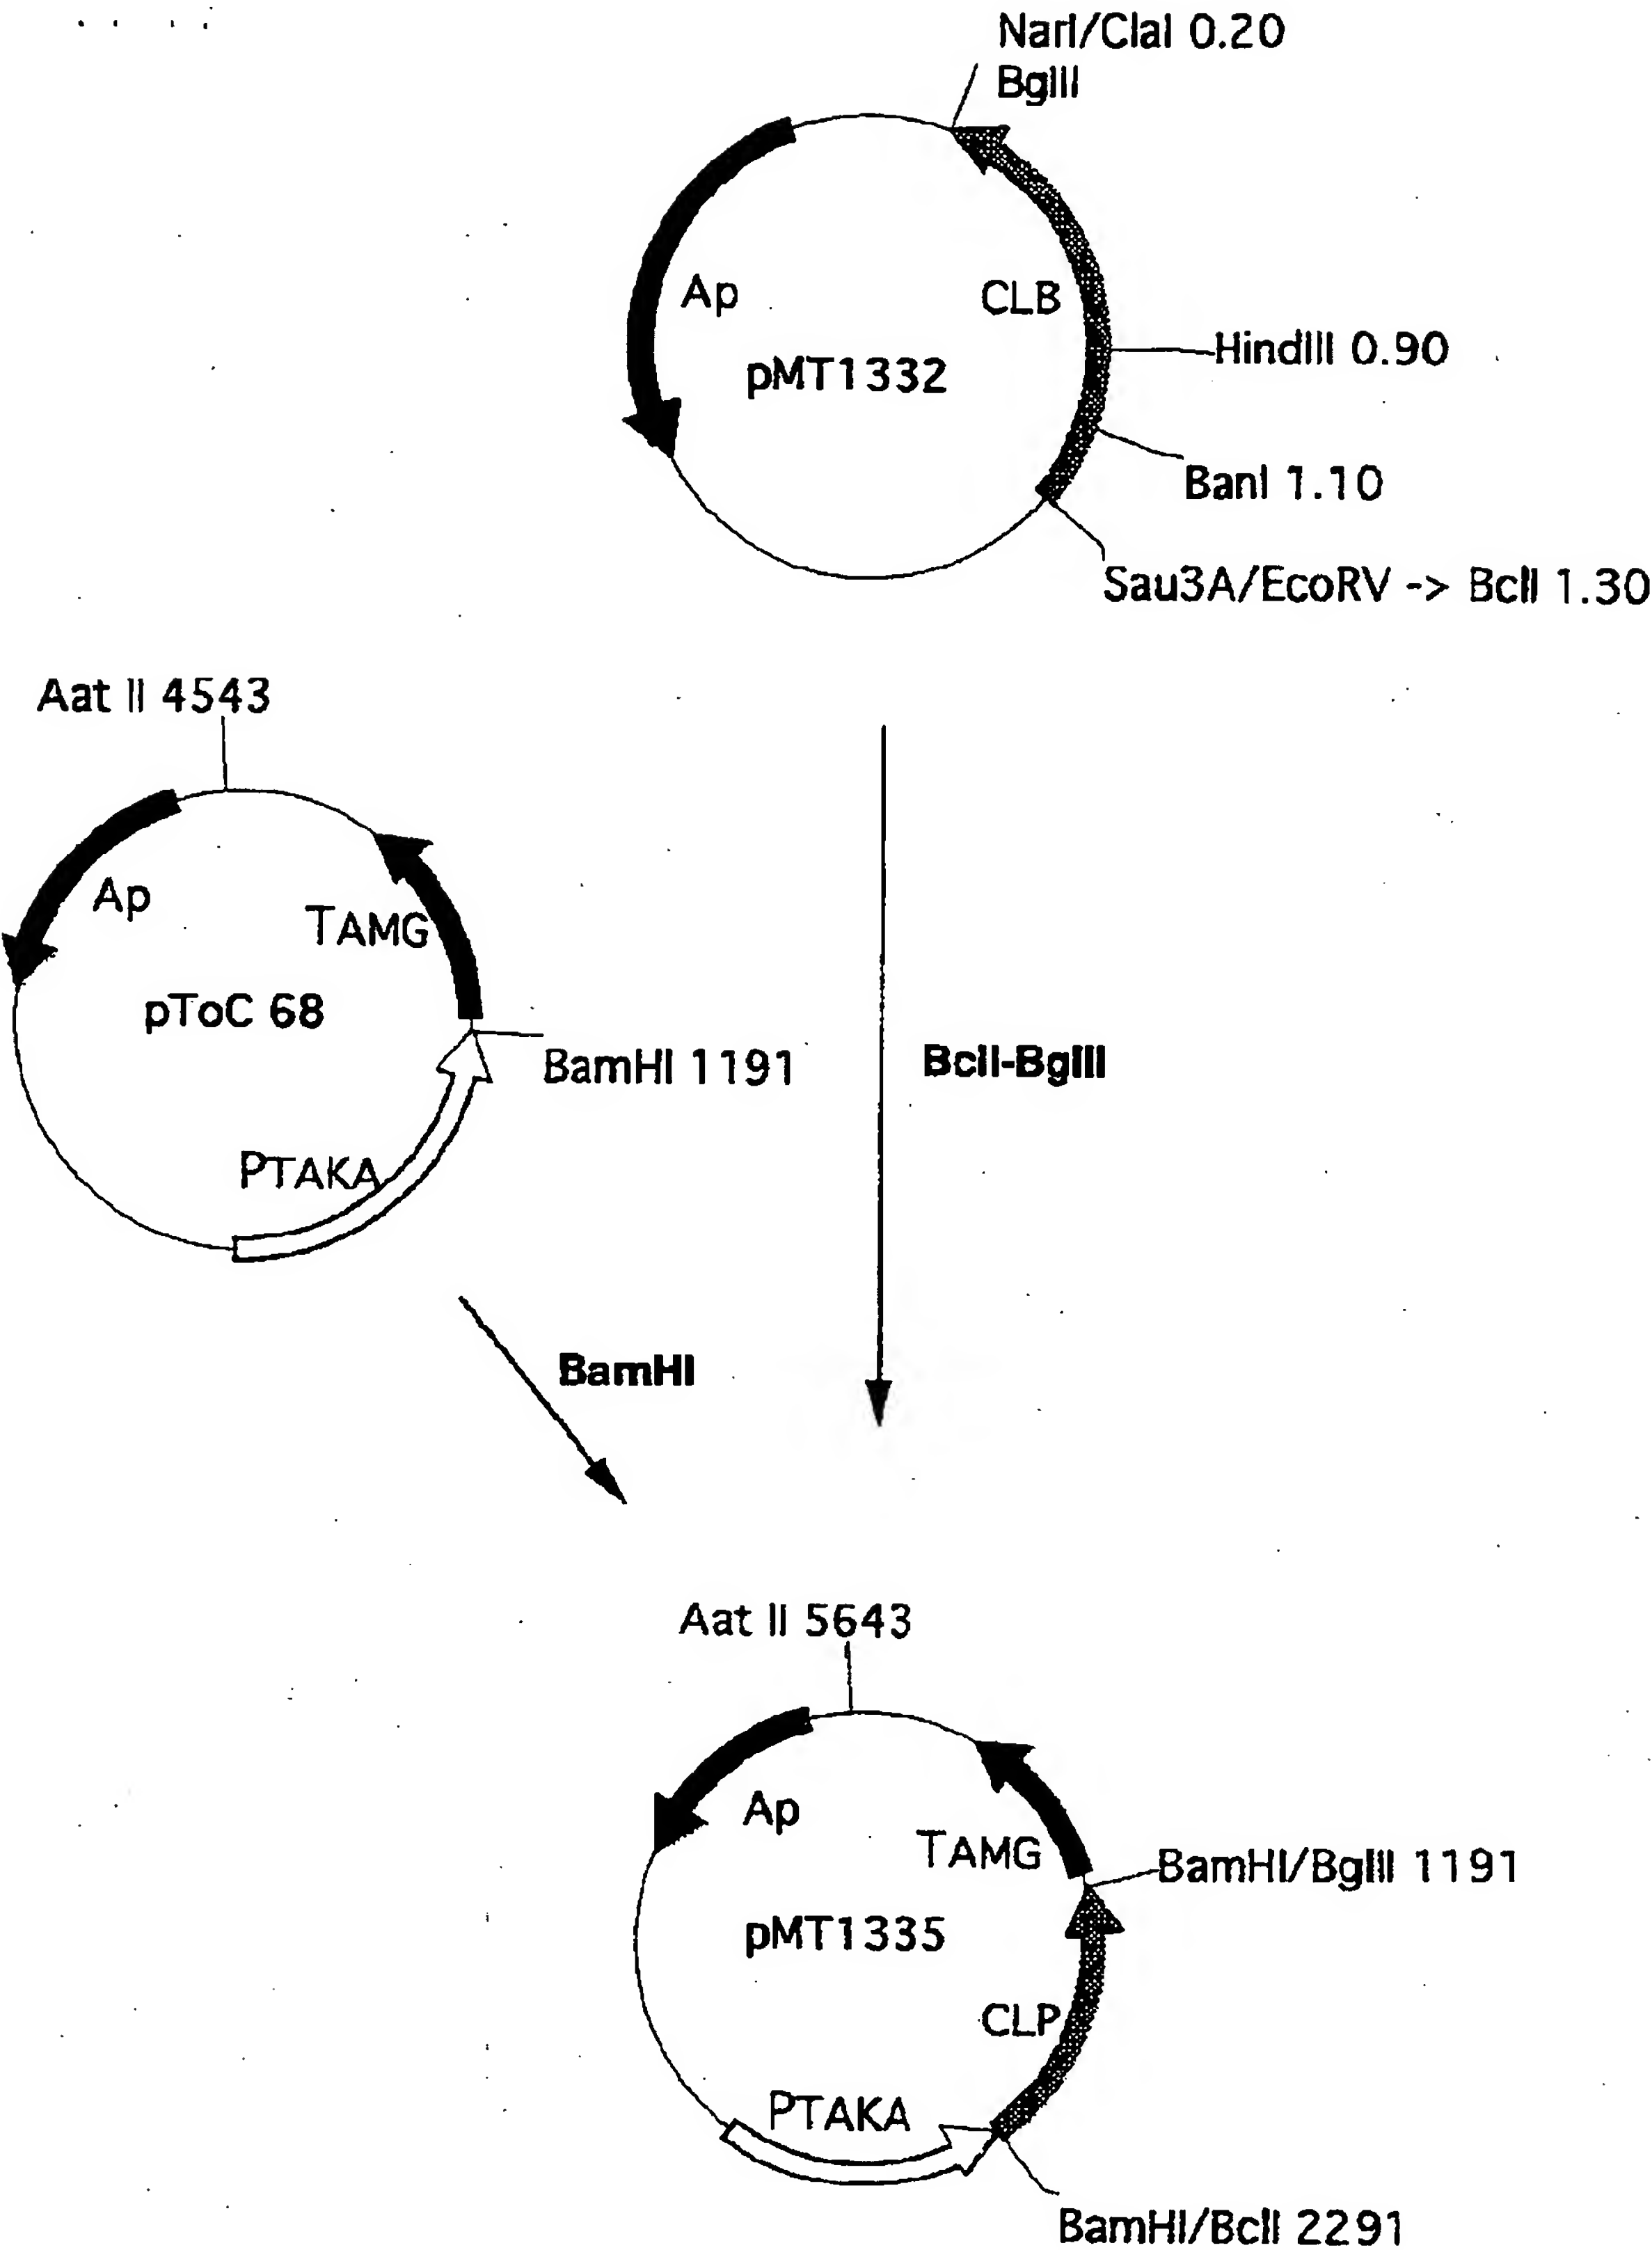 NarI/ClaI 0.20
BglII
Ap
CLB
pMT1332
HindIII 0.90
BanI 1.10
Sau3A/EcoRV -> BclI 1.30
Aat II 4543
Ap
TAMG
pToC 68
BamHI 1191
BclI-BglII
PTAKA
BamHI
Aat II 5643
Ap
TAMG
BamHI/BglII 1191
pMT1335
CLP
PTAKA
BamHI/BclI 2291